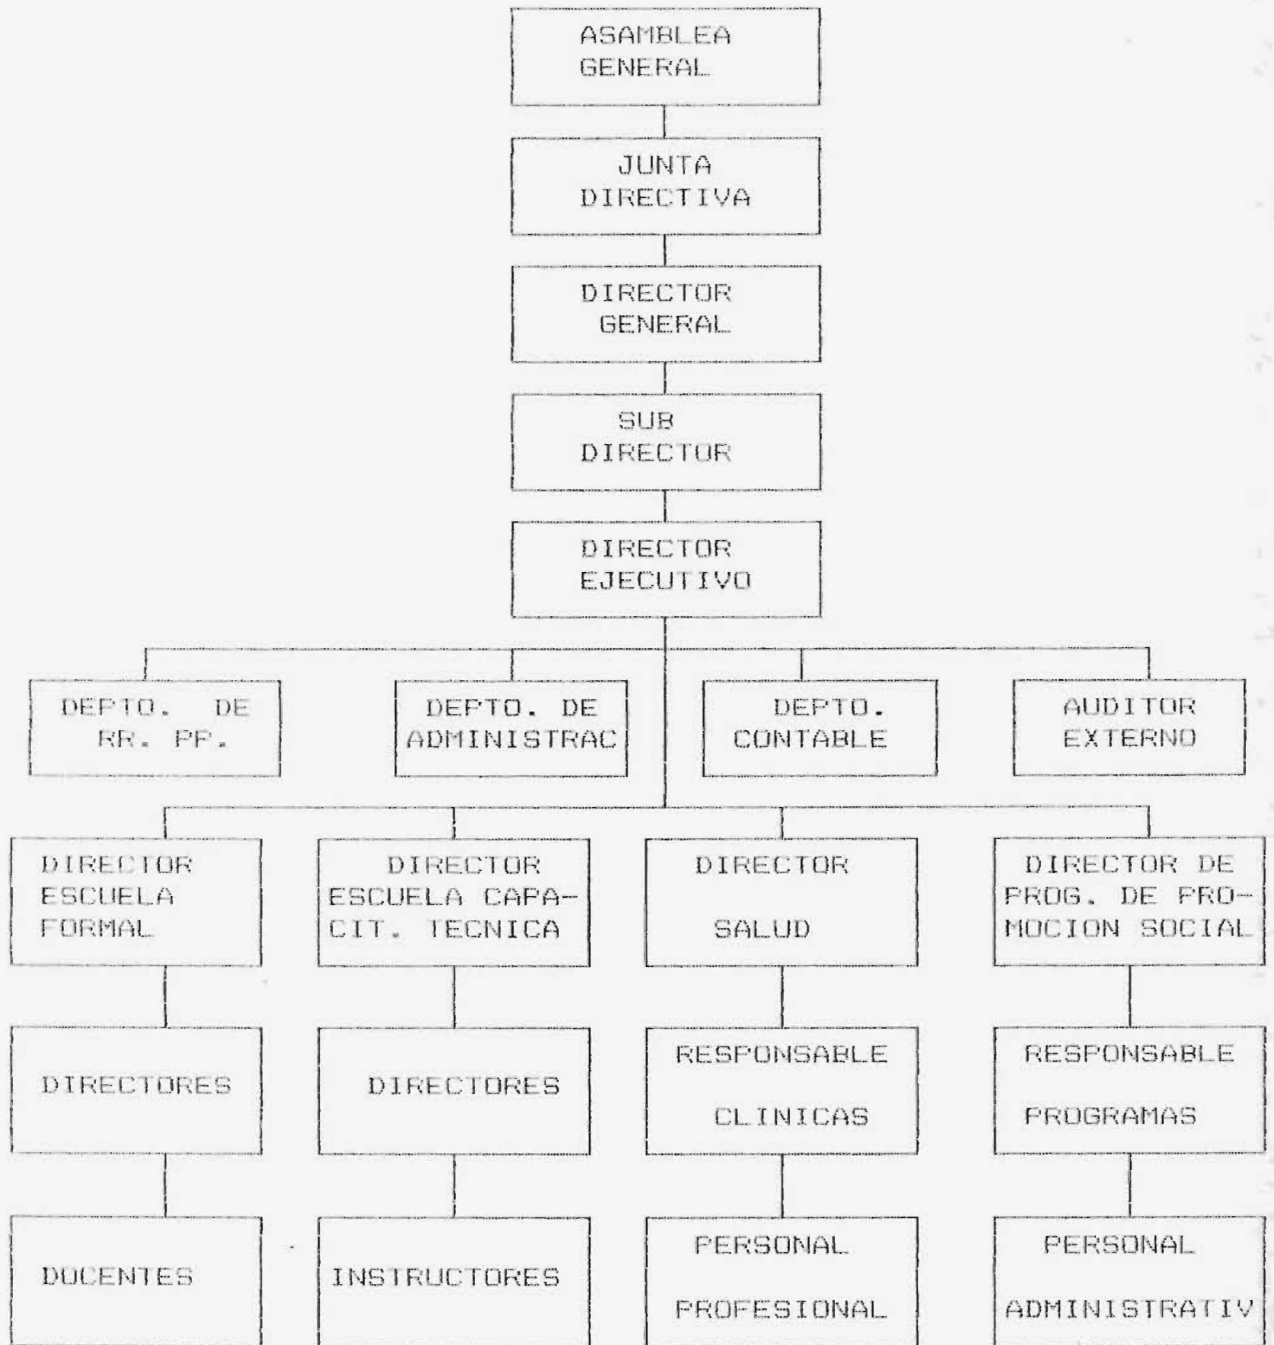 ASAMBLEA
GENERAL
JUNTA
DIRECTIVA
DIRECTOR
GENERAL
SUB
DIRECTOR
DIRECTOR
EJECUTIVO
DEPTO. DE
RR. PP.
DEPTO. DE
ADMINISTRAC
DEPTO.
CONTABLE
AUDITOR
EXTERNO
DIRECTOR
ESCUELA
FORMAL
DIRECTOR
ESCUELA CAPA-
CIT. TECNICA
DIRECTOR
SALUD
DIRECTOR DE
PROG. DE PRO-
MOCION SOCIAL
DIRECTORES
DIRECTORES
RESPONSABLE
CLINICAS
RESPONSABLE
PROGRAMAS
DOCENTES
INSTRUCTORES
PERSONAL
PROFESIONAL
PERSONAL
ADMINISTRATIV